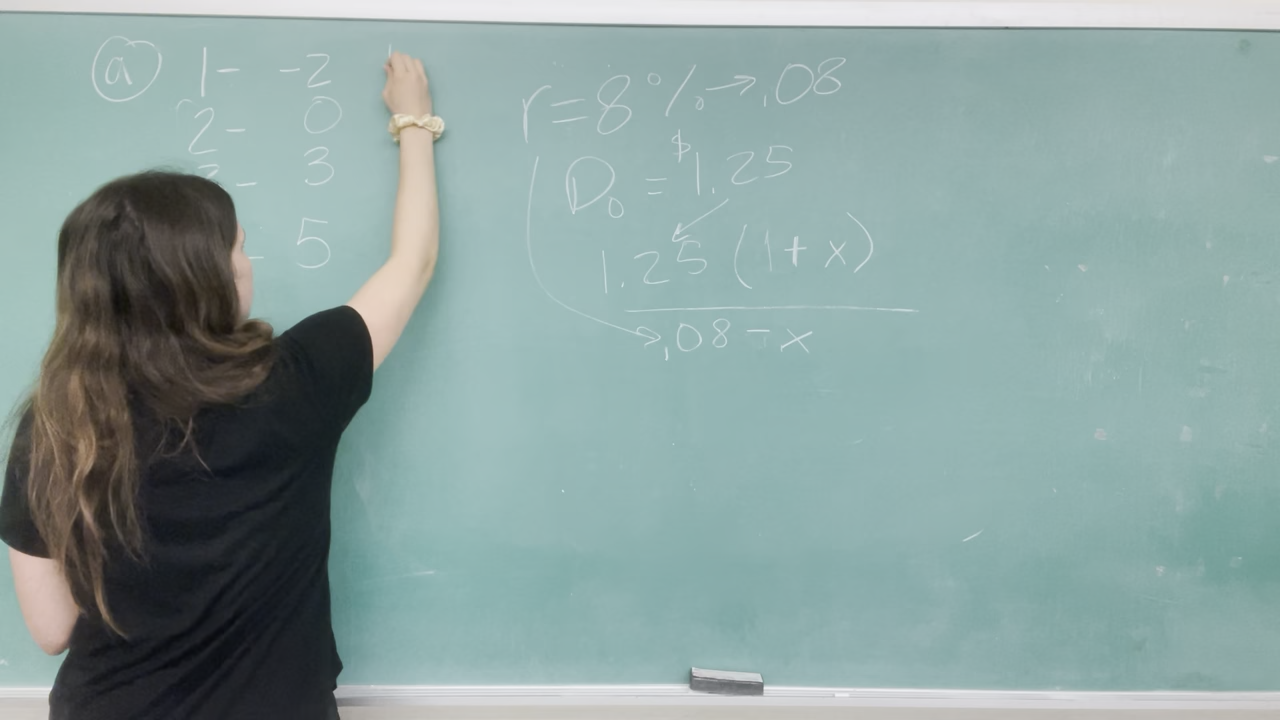 ⓐ 1 - -2
2 - 0
- 3
- 5
r = 8% → .08
D₀ = $1.25
1.25 (1 + x)
.08 - x